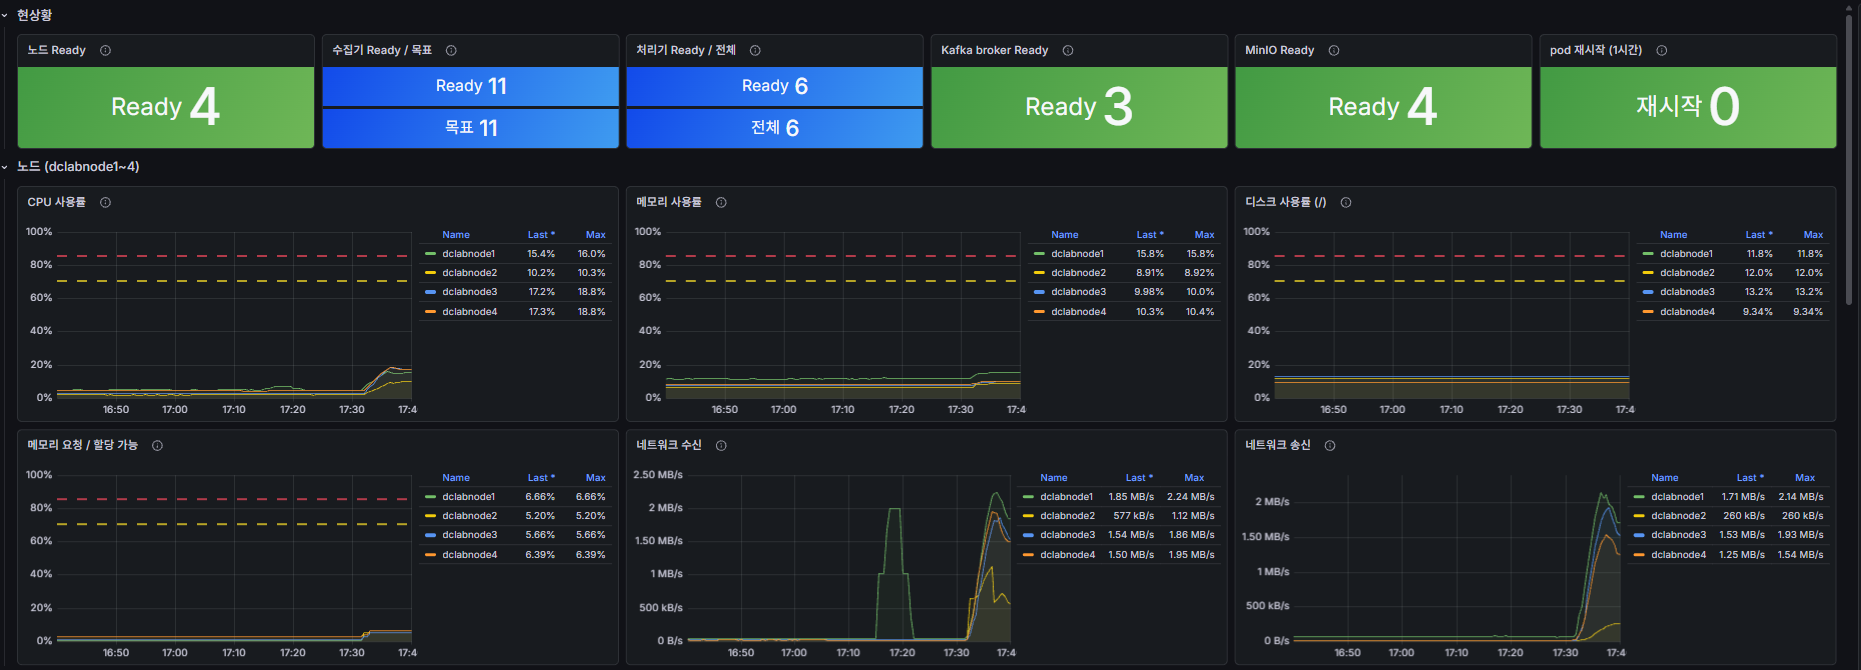 현상황
노드 Ready
Ready 4
수집기 Ready / 목표
Ready 11
목표 11
처리기 Ready / 전체
Ready 6
전체 6
Kafka broker Ready
Ready 3
MinIO Ready
Ready 4
pod 재시작 (1시간)
재시작 0
노드 (dclabnode1~4)
CPU 사용률
100%
80%
60%
40%
20%
0%
16:50 17:00 17:10 17:20 17:30 17:4
Name Last * Max
dclabnode1 15.4% 16.0%
dclabnode2 10.2% 10.3%
dclabnode3 17.2% 18.8%
dclabnode4 17.3% 18.8%
메모리 사용률
100%
80%
60%
40%
20%
0%
16:50 17:00 17:10 17:20 17:30 17:4
Name Last * Max
dclabnode1 15.8% 15.8%
dclabnode2 8.91% 8.92%
dclabnode3 9.98% 10.0%
dclabnode4 10.3% 10.4%
디스크 사용률 (/)
100%
80%
60%
40%
20%
0%
16:50 17:00 17:10 17:20 17:30 17:4
Name Last * Max
dclabnode1 11.8% 11.8%
dclabnode2 12.0% 12.0%
dclabnode3 13.2% 13.2%
dclabnode4 9.34% 9.34%
메모리 요청 / 할당 가능
100%
80%
60%
40%
20%
0%
16:50 17:00 17:10 17:20 17:30 17:4
Name Last * Max
dclabnode1 6.66% 6.66%
dclabnode2 5.20% 5.20%
dclabnode3 5.66% 5.66%
dclabnode4 6.39% 6.39%
네트워크 수신
2.50 MB/s
2 MB/s
1.50 MB/s
1 MB/s
500 kB/s
0 B/s
16:50 17:00 17:10 17:20 17:30 17:4
Name Last * Max
dclabnode1 1.85 MB/s 2.24 MB/s
dclabnode2 577 kB/s 1.12 MB/s
dclabnode3 1.54 MB/s 1.86 MB/s
dclabnode4 1.50 MB/s 1.95 MB/s
네트워크 송신
2 MB/s
1.50 MB/s
1 MB/s
500 kB/s
0 B/s
16:50 17:00 17:10 17:20 17:30 17:4
Name Last * Max
dclabnode1 1.71 MB/s 2.14 MB/s
dclabnode2 260 kB/s 260 kB/s
dclabnode3 1.53 MB/s 1.93 MB/s
dclabnode4 1.25 MB/s 1.54 MB/s